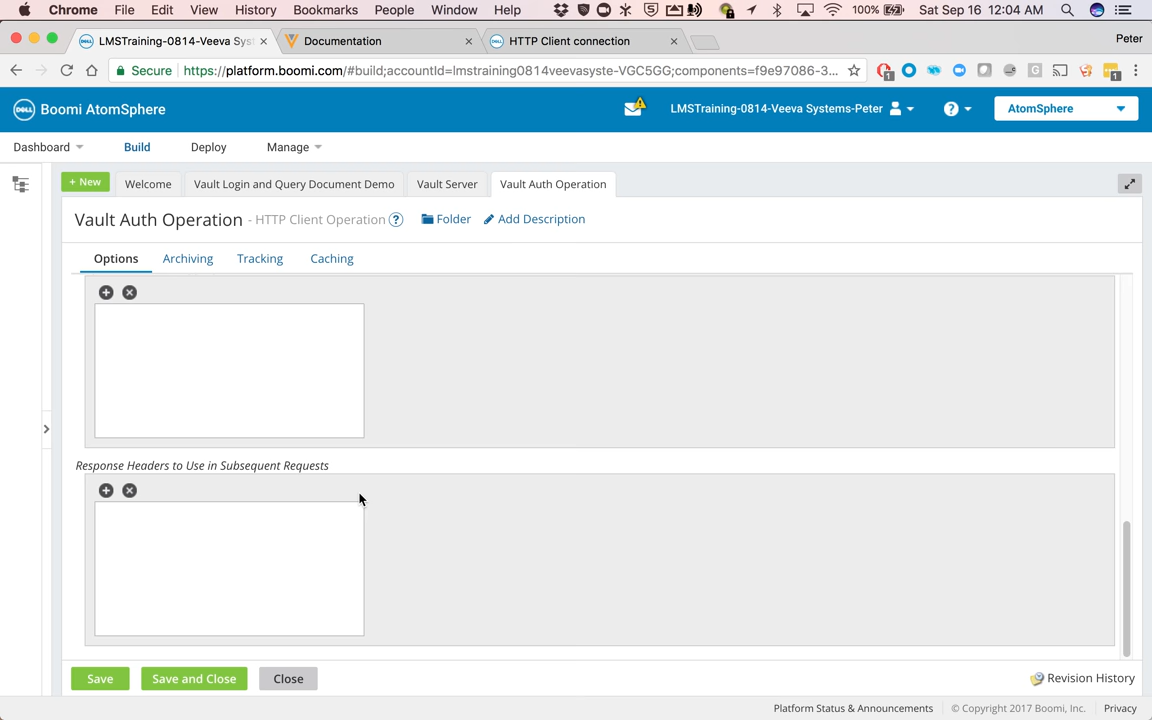 Chrome File Edit View History Bookmarks People Window Help 100% Sat Sep 16 12:04 AM
LMSTraining-0814-Veeva Syst Documentation HTTP Client connection Peter
Secure https://platform.boomi.com/#build;accountId=lmstraining0814veevasyste-VGC5GG;components=f9e97086-3...
DELL Boomi AtomSphere LMSTraining-0814-Veeva Systems-Peter AtomSphere
Dashboard Build Deploy Manage
+ New Welcome Vault Login and Query Document Demo Vault Server Vault Auth Operation
Vault Auth Operation - HTTP Client Operation ? Folder Add Description
Options Archiving Tracking Caching
Response Headers to Use in Subsequent Requests
Save Save and Close Close Revision History
Platform Status & Announcements © Copyright 2017 Boomi, Inc. Privacy